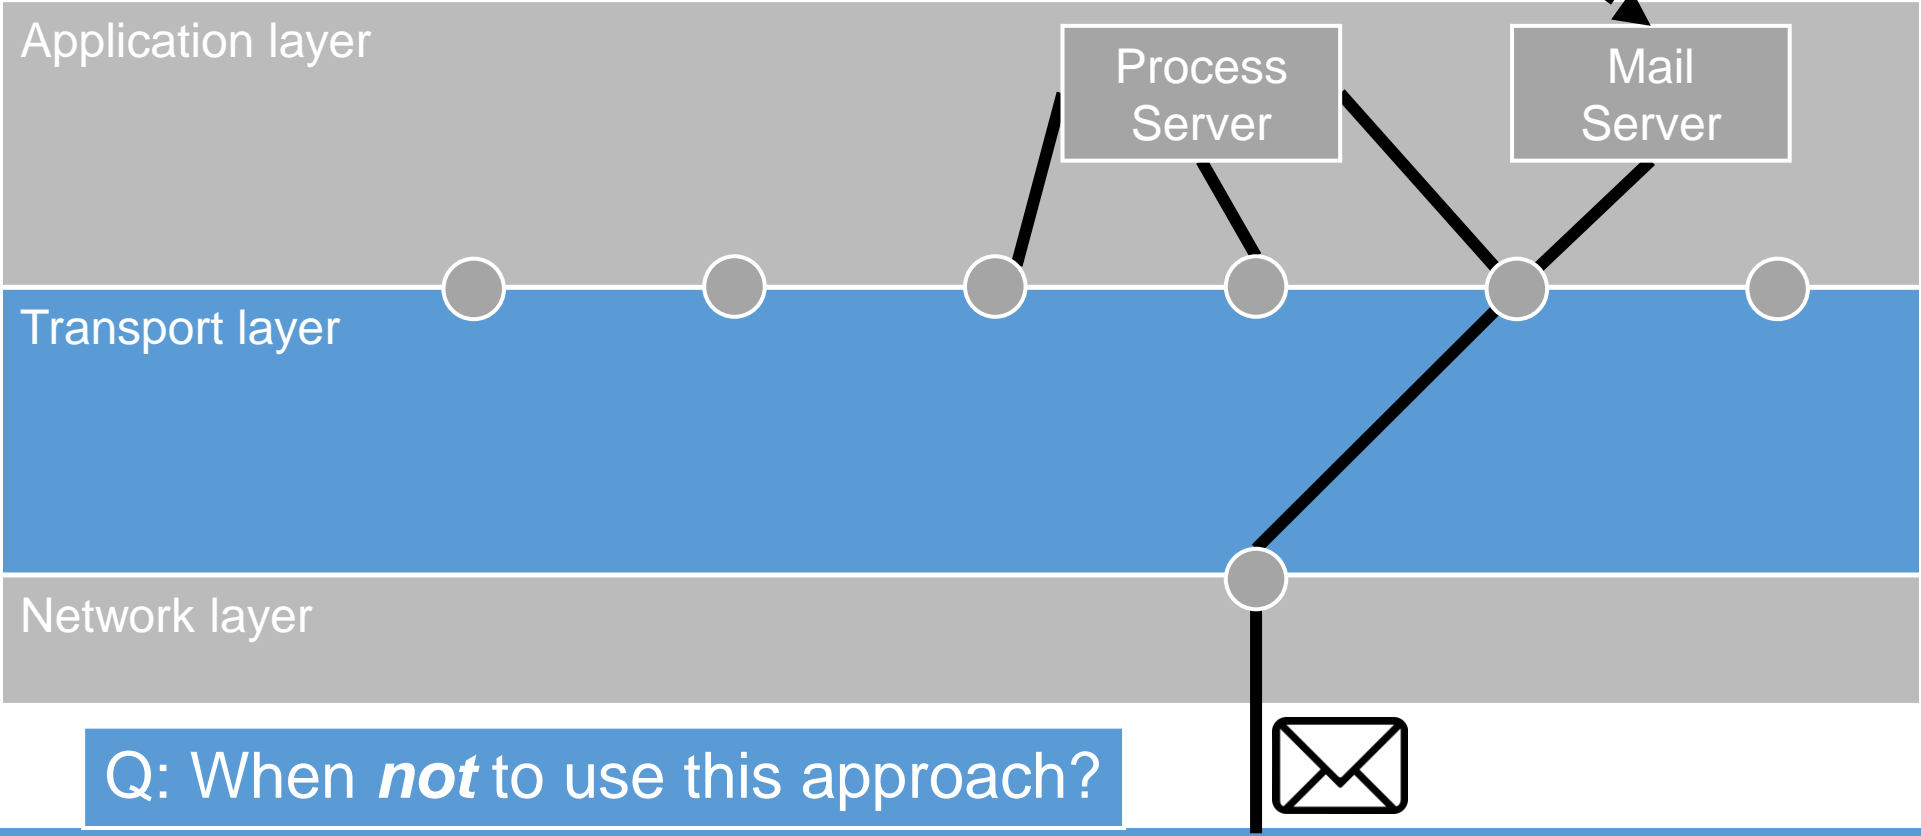 Application layer
Process
Server
Mail
Server
Transport layer
Network layer
Q: When not to use this approach?